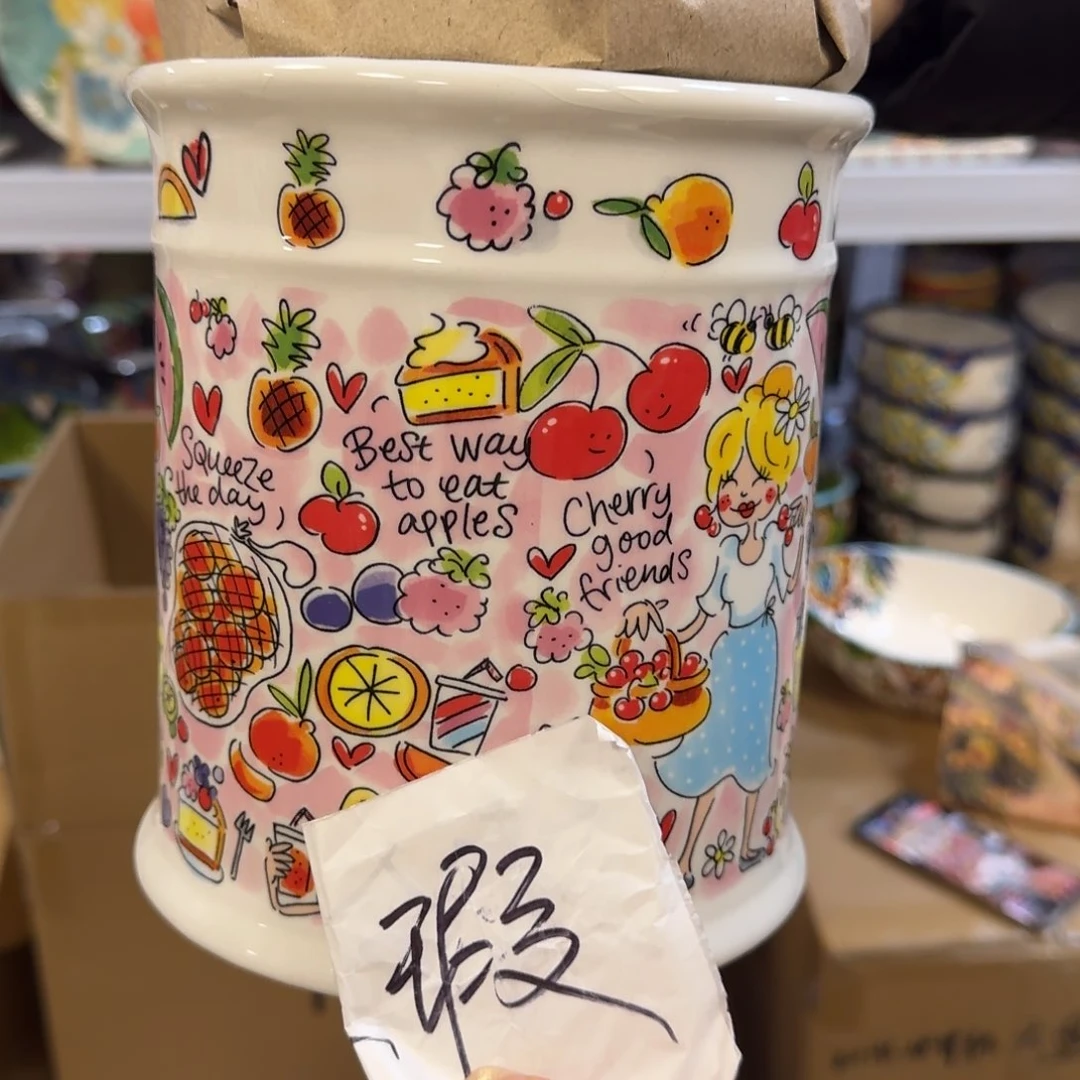 Squeeze
the day
Best way
to eat
apples
Cherry
good
friends
瑕